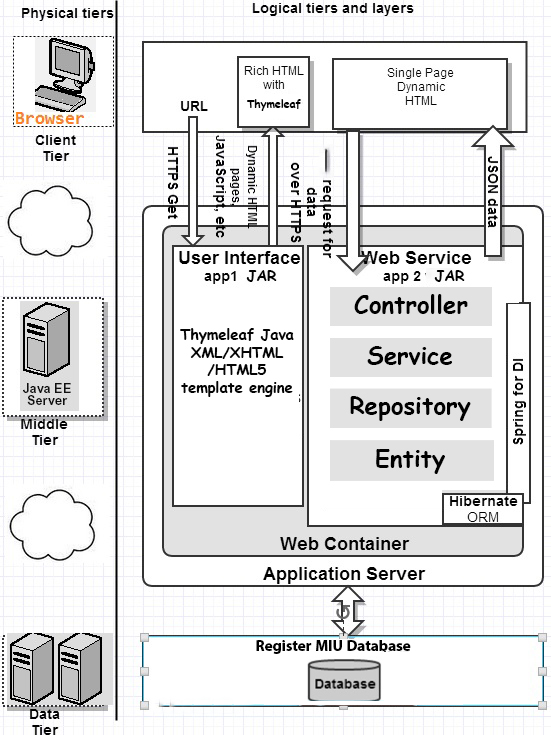 Physical tiers
Logical tiers and layers
Browser
Client
Tier
URL
Rich HTML
with
Thymeleaf
Single Page
Dynamic
HTML
HTTPS Get
Dynamic HTML
pages,
JavaScript, etc
request for
data
over HTTPS
JSON data
User Interface
app1 JAR
Thymeleaf Java
XML/XHTML
/HTML5
template engine
Web Service
app 2 JAR
Controller
Service
Repository
Entity
Spring for DI
Hibernate
ORM
Java EE
Server
Middle
Tier
Web Container
Application Server
Register MIU Database
Database
Data
Tier